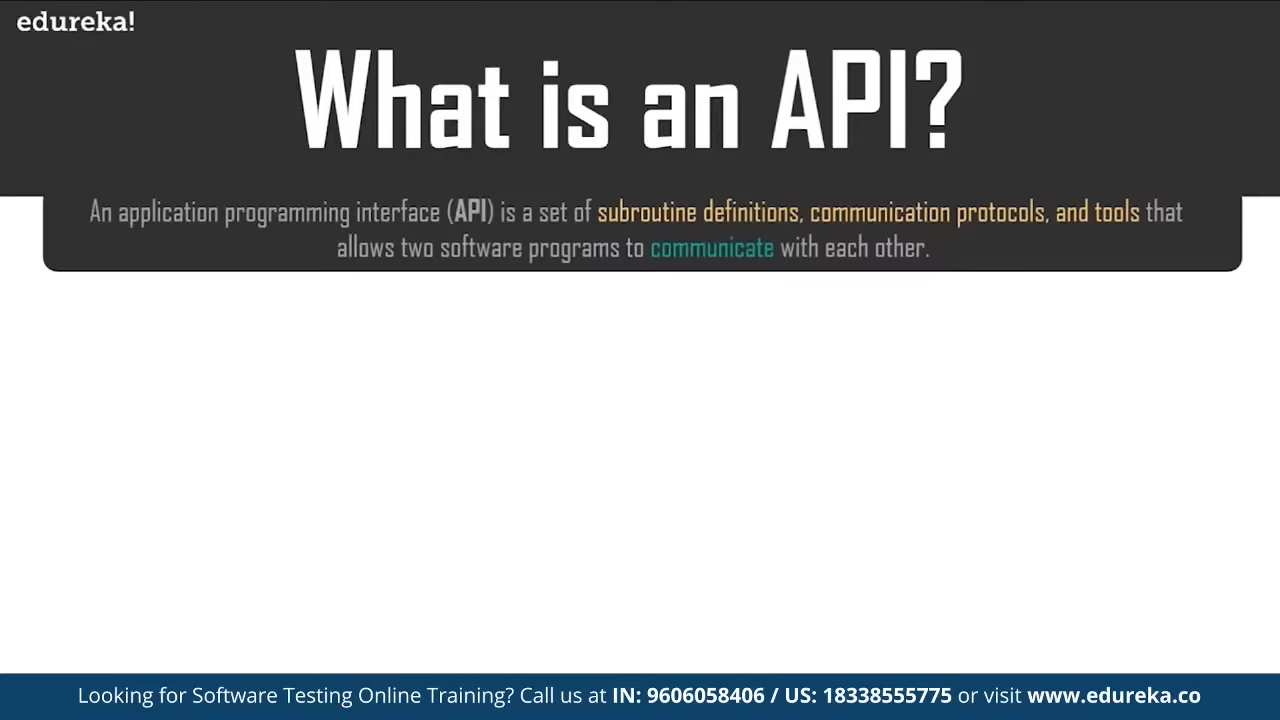 edureka!
What is an API?
An application programming interface (API) is a set of subroutine definitions, communication protocols, and tools that
allows two software programs to communicate with each other.
Looking for Software Testing Online Training? Call us at IN: 9606058406 / US: 18338555775 or visit www.edureka.co